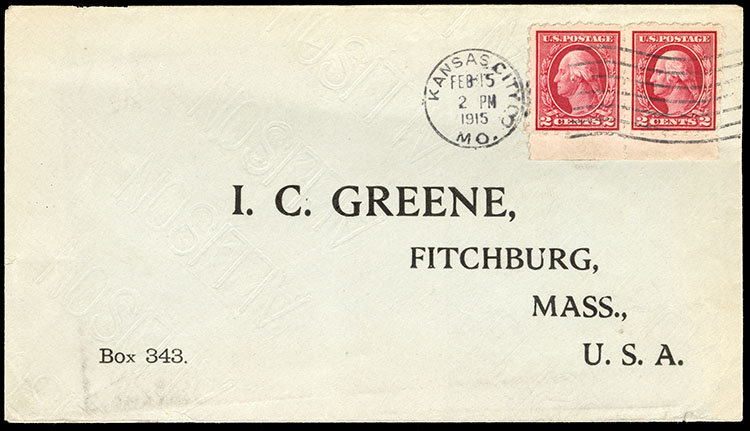 U.S. POSTAGE U.S. POSTAGE
2 CENTS 2 2 CENTS 2
KANSAS CITY
FEB 15
2 PM
1915
MO.
I. C. GREENE,
FITCHBURG,
MASS.,
U. S. A.
Box 343.